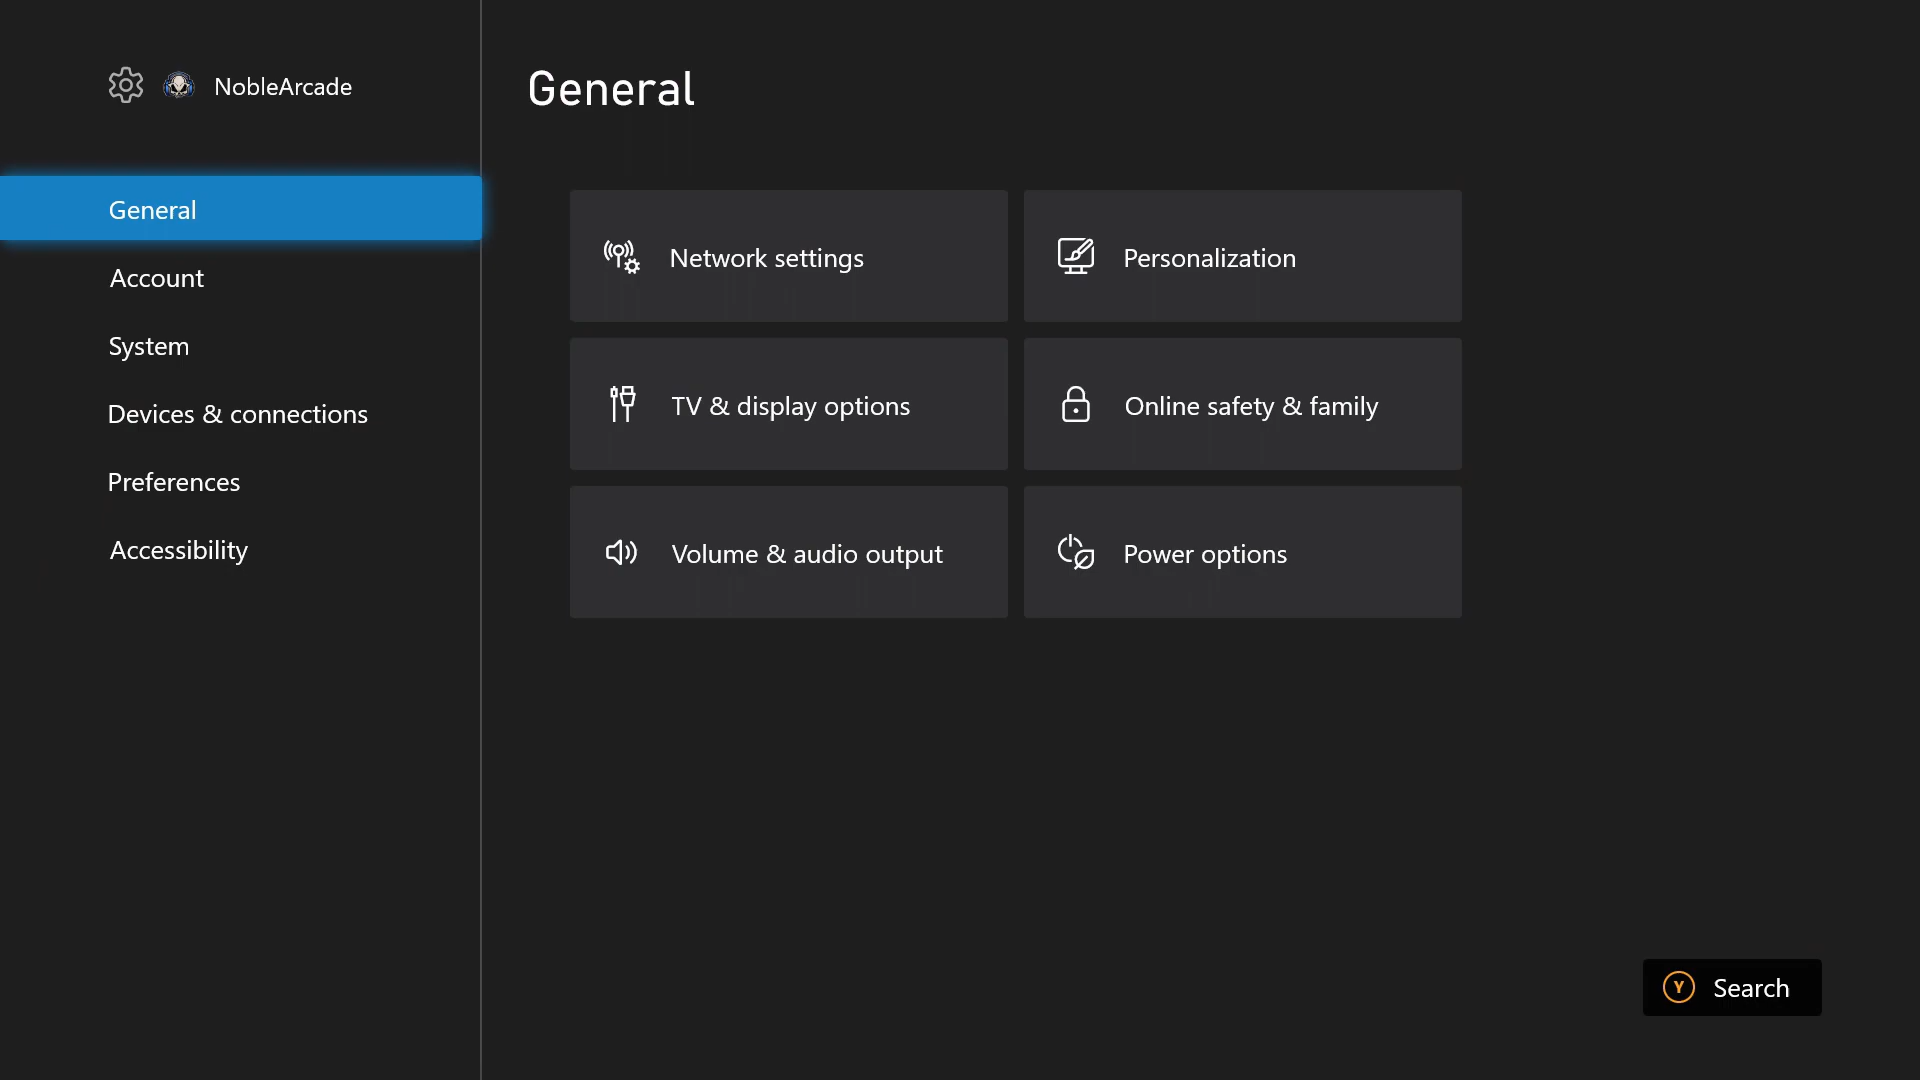 NobleArcade
General
Account
System
Devices & connections
Preferences
Accessibility
General
Network settings
Personalization
TV & display options
Online safety & family
Volume & audio output
Power options
Y Search